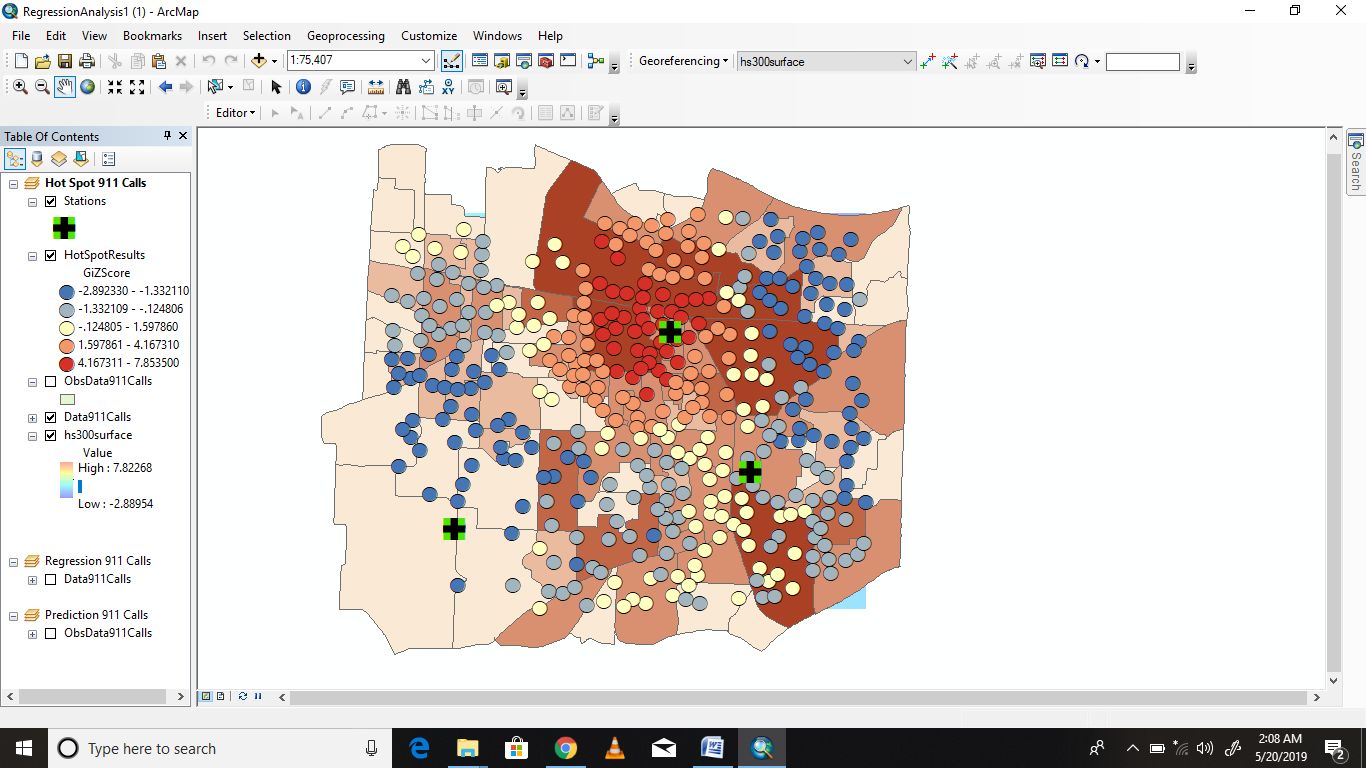 RegressionAnalysis1 (1) - ArcMap
File Edit View Bookmarks Insert Selection Geoprocessing Customize Windows Help
1:75,407 Georeferencing hs300surface
Editor
Table Of Contents
Search
Hot Spot 911 Calls
Stations
HotSpotResults
GiZScore
-2.892330 - -1.332110
-1.332109 - -.124806
-.124805 - 1.597860
1.597861 - 4.167310
4.167311 - 7.853500
ObsData911Calls
Data911Calls
hs300surface
Value
High : 7.82268
Low : -2.88954
Regression 911 Calls
Data911Calls
Prediction 911 Calls
ObsData911Calls
Type here to search
2:08 AM
5/20/2019
2